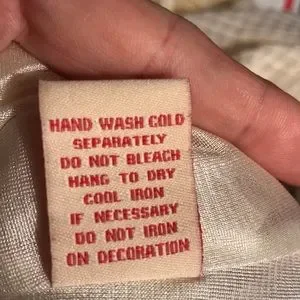 HAND WASH COLD
SEPARATELY
DO NOT BLEACH
HANG TO DRY
COOL IRON
IF NECESSARY
DO NOT IRON
ON DECORATION